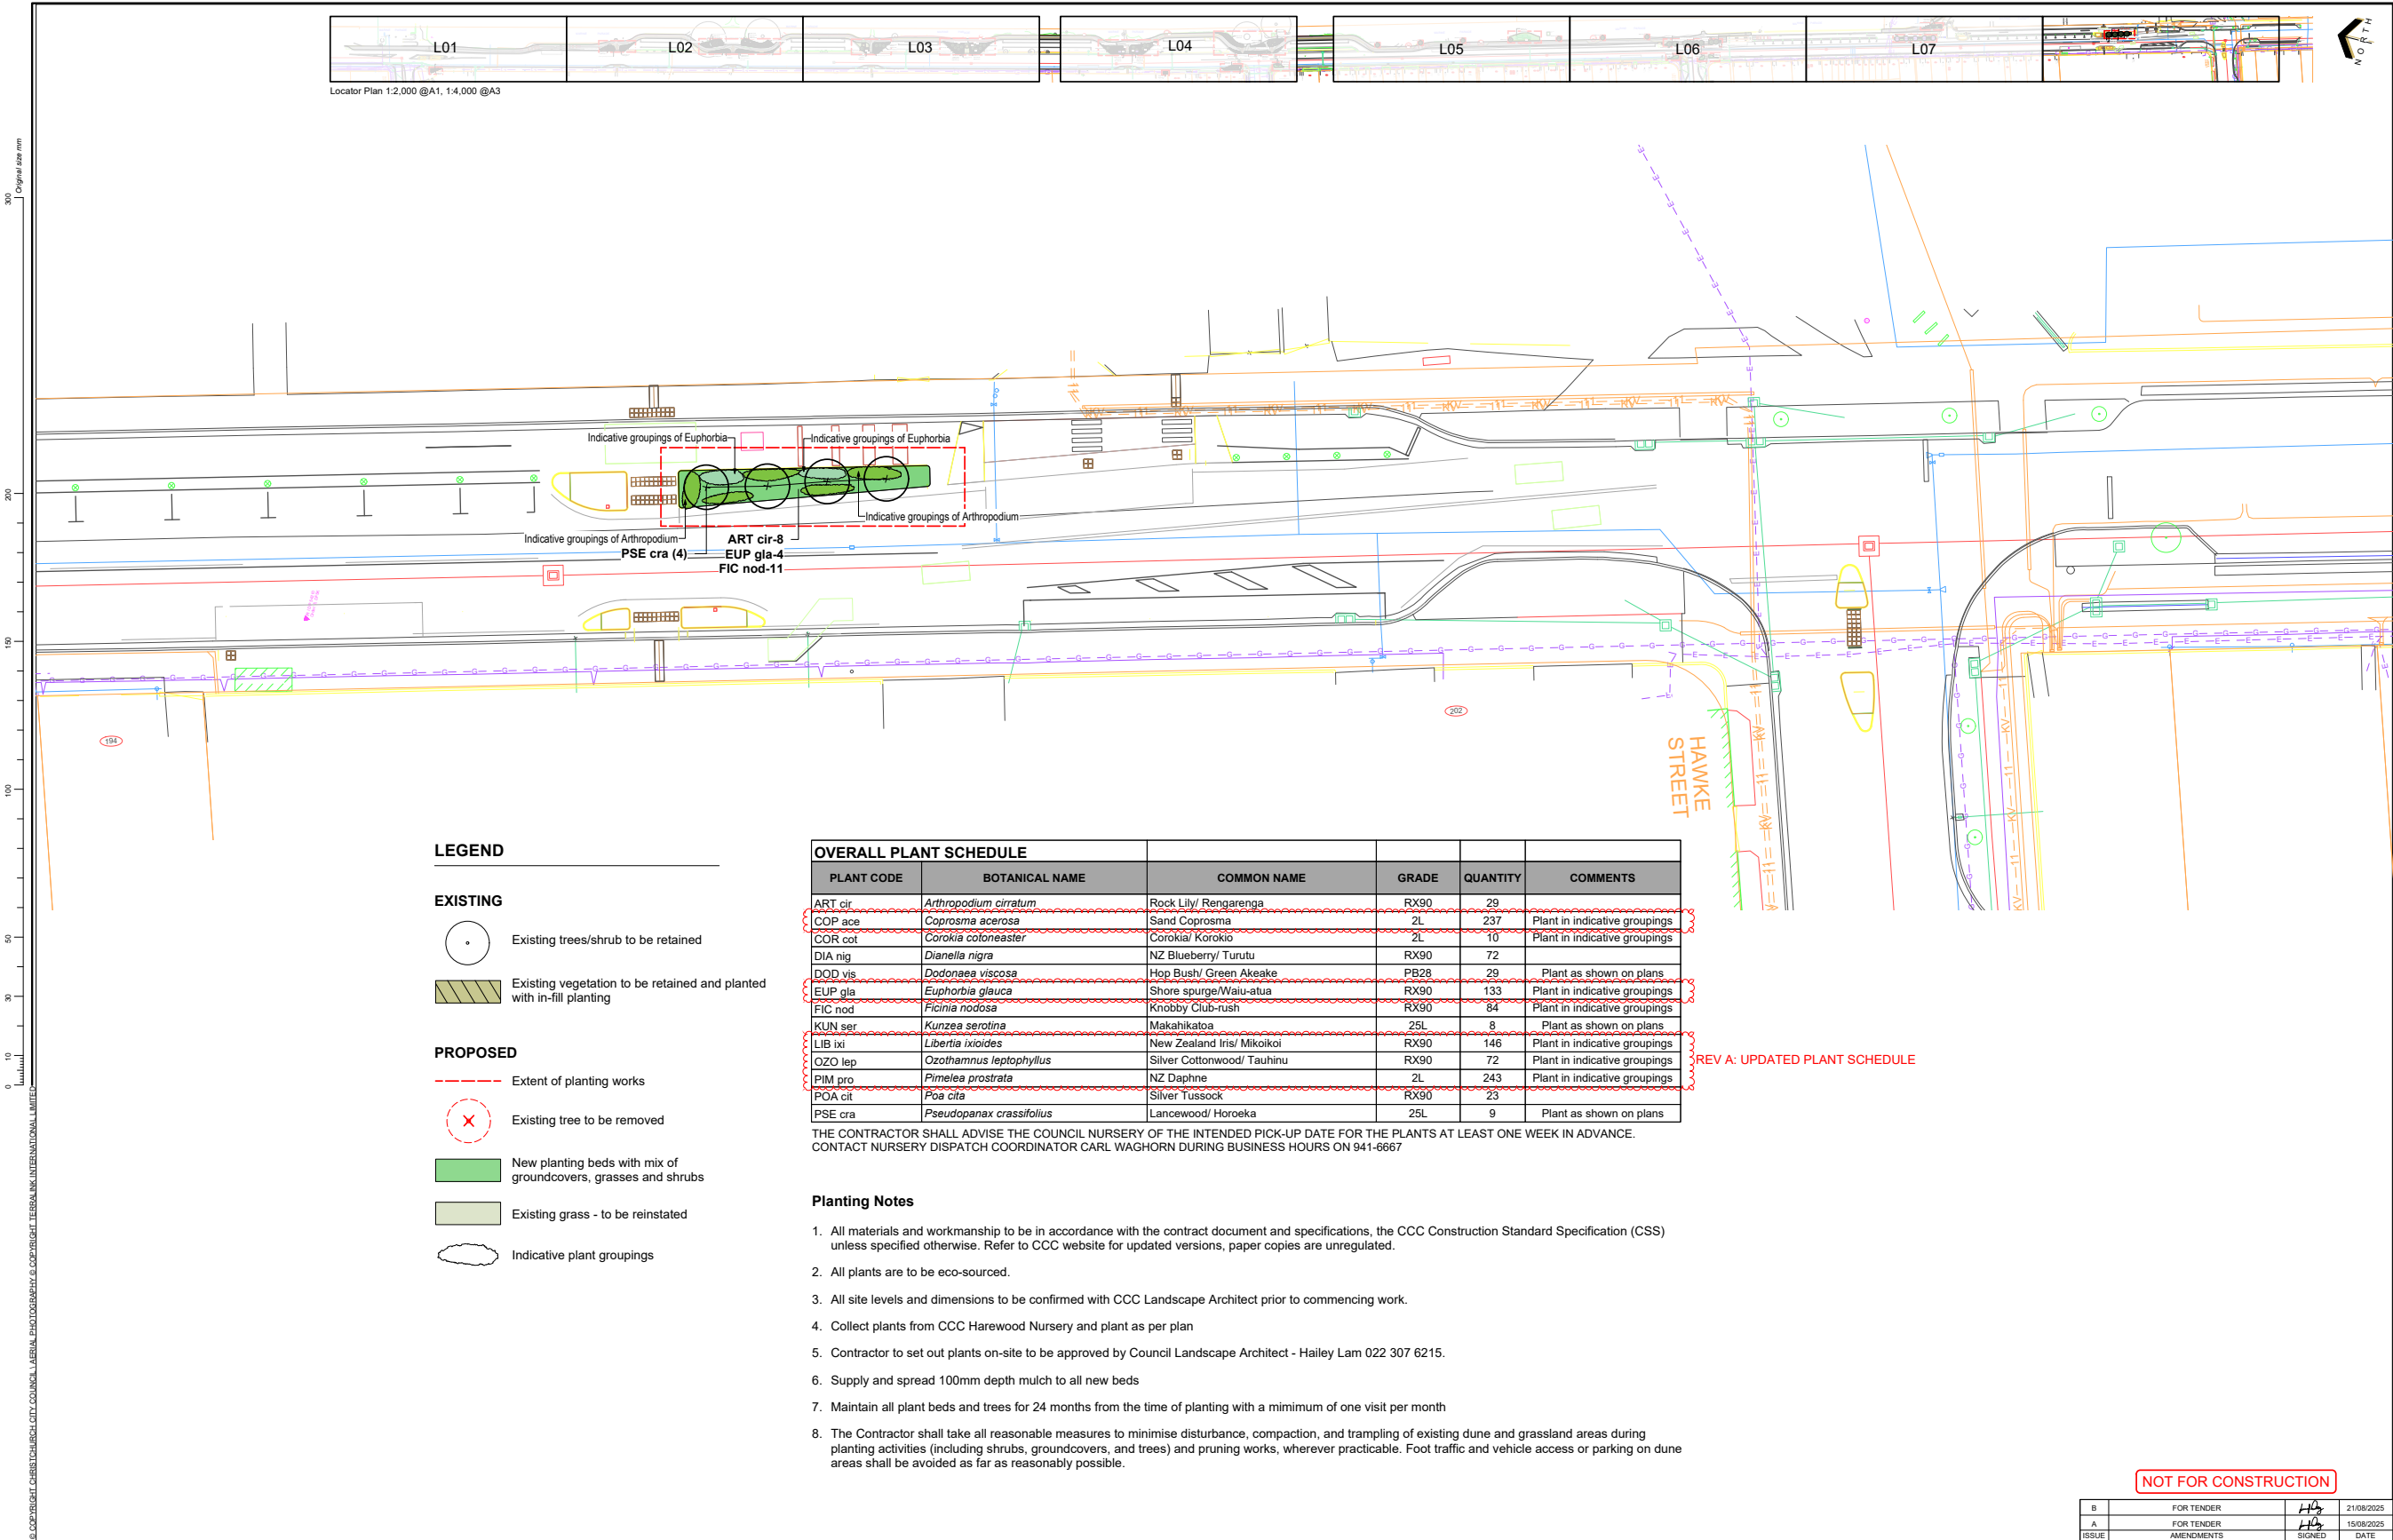 L01
L02
L03
L04
L05
L06
L07
NORTH
Locator Plan 1:2,000 @A1, 1:4,000 @A3
Original size mm
300
200
150
100
50
30
10
0
Indicative groupings of Euphorbia
Indicative groupings of Euphorbia
Indicative groupings of Arthropodium
Indicative groupings of Arthropodium
PSE cra (4)
ART cir-8
EUP gla-4
FIC nod-11
194
202
HAWKE
STREET
LEGEND
EXISTING
Existing trees/shrub to be retained
Existing vegetation to be retained and planted
with in-fill planting
PROPOSED
Extent of planting works
Existing tree to be removed
New planting beds with mix of
groundcovers, grasses and shrubs
Existing grass - to be reinstated
Indicative plant groupings
OVERALL PLANT SCHEDULE
PLANT CODE BOTANICAL NAME COMMON NAME GRADE QUANTITY COMMENTS
ART cir Arthropodium cirratum Rock Lily/ Rengarenga RX90 29
COP ace Coprosma acerosa Sand Coprosma 2L 237 Plant in indicative groupings
COR cot Corokia cotoneaster Corokia/ Korokio 2L 10 Plant in indicative groupings
DIA nig Dianella nigra NZ Blueberry/ Turutu RX90 72
DOD vis Dodonaea viscosa Hop Bush/ Green Akeake PB28 29 Plant as shown on plans
EUP gla Euphorbia glauca Shore spurge/Waiu-atua RX90 133 Plant in indicative groupings
FIC nod Ficinia nodosa Knobby Club-rush RX90 84 Plant in indicative groupings
KUN ser Kunzea serotina Makahikatoa 25L 8 Plant as shown on plans
LIB ixi Libertia ixioides New Zealand Iris/ Mikoikoi RX90 146 Plant in indicative groupings
OZO lep Ozothamnus leptophyllus Silver Cottonwood/ Tauhinu RX90 72 Plant in indicative groupings
PIM pro Pimelea prostrata NZ Daphne 2L 243 Plant in indicative groupings
POA cit Poa cita Silver Tussock RX90 23
PSE cra Pseudopanax crassifolius Lancewood/ Horoeka 25L 9 Plant as shown on plans
REV A: UPDATED PLANT SCHEDULE
THE CONTRACTOR SHALL ADVISE THE COUNCIL NURSERY OF THE INTENDED PICK-UP DATE FOR THE PLANTS AT LEAST ONE WEEK IN ADVANCE.
CONTACT NURSERY DISPATCH COORDINATOR CARL WAGHORN DURING BUSINESS HOURS ON 941-6667
Planting Notes
1. All materials and workmanship to be in accordance with the contract document and specifications, the CCC Construction Standard Specification (CSS)
unless specified otherwise. Refer to CCC website for updated versions, paper copies are unregulated.
2. All plants are to be eco-sourced.
3. All site levels and dimensions to be confirmed with CCC Landscape Architect prior to commencing work.
4. Collect plants from CCC Harewood Nursery and plant as per plan
5. Contractor to set out plants on-site to be approved by Council Landscape Architect - Hailey Lam 022 307 6215.
6. Supply and spread 100mm depth mulch to all new beds
7. Maintain all plant beds and trees for 24 months from the time of planting with a mimimum of one visit per month
8. The Contractor shall take all reasonable measures to minimise disturbance, compaction, and trampling of existing dune and grassland areas during
planting activities (including shrubs, groundcovers, and trees) and pruning works, wherever practicable. Foot traffic and vehicle access or parking on dune
areas shall be avoided as far as reasonably possible.
© COPYRIGHT CHRISTCHURCH CITY COUNCIL \ AERIAL PHOTOGRAPHY © COPYRIGHT TERRALINK INTERNATIONAL LIMITED
NOT FOR CONSTRUCTION
B FOR TENDER 21/08/2025
A FOR TENDER 15/08/2025
ISSUE AMENDMENTS SIGNED DATE